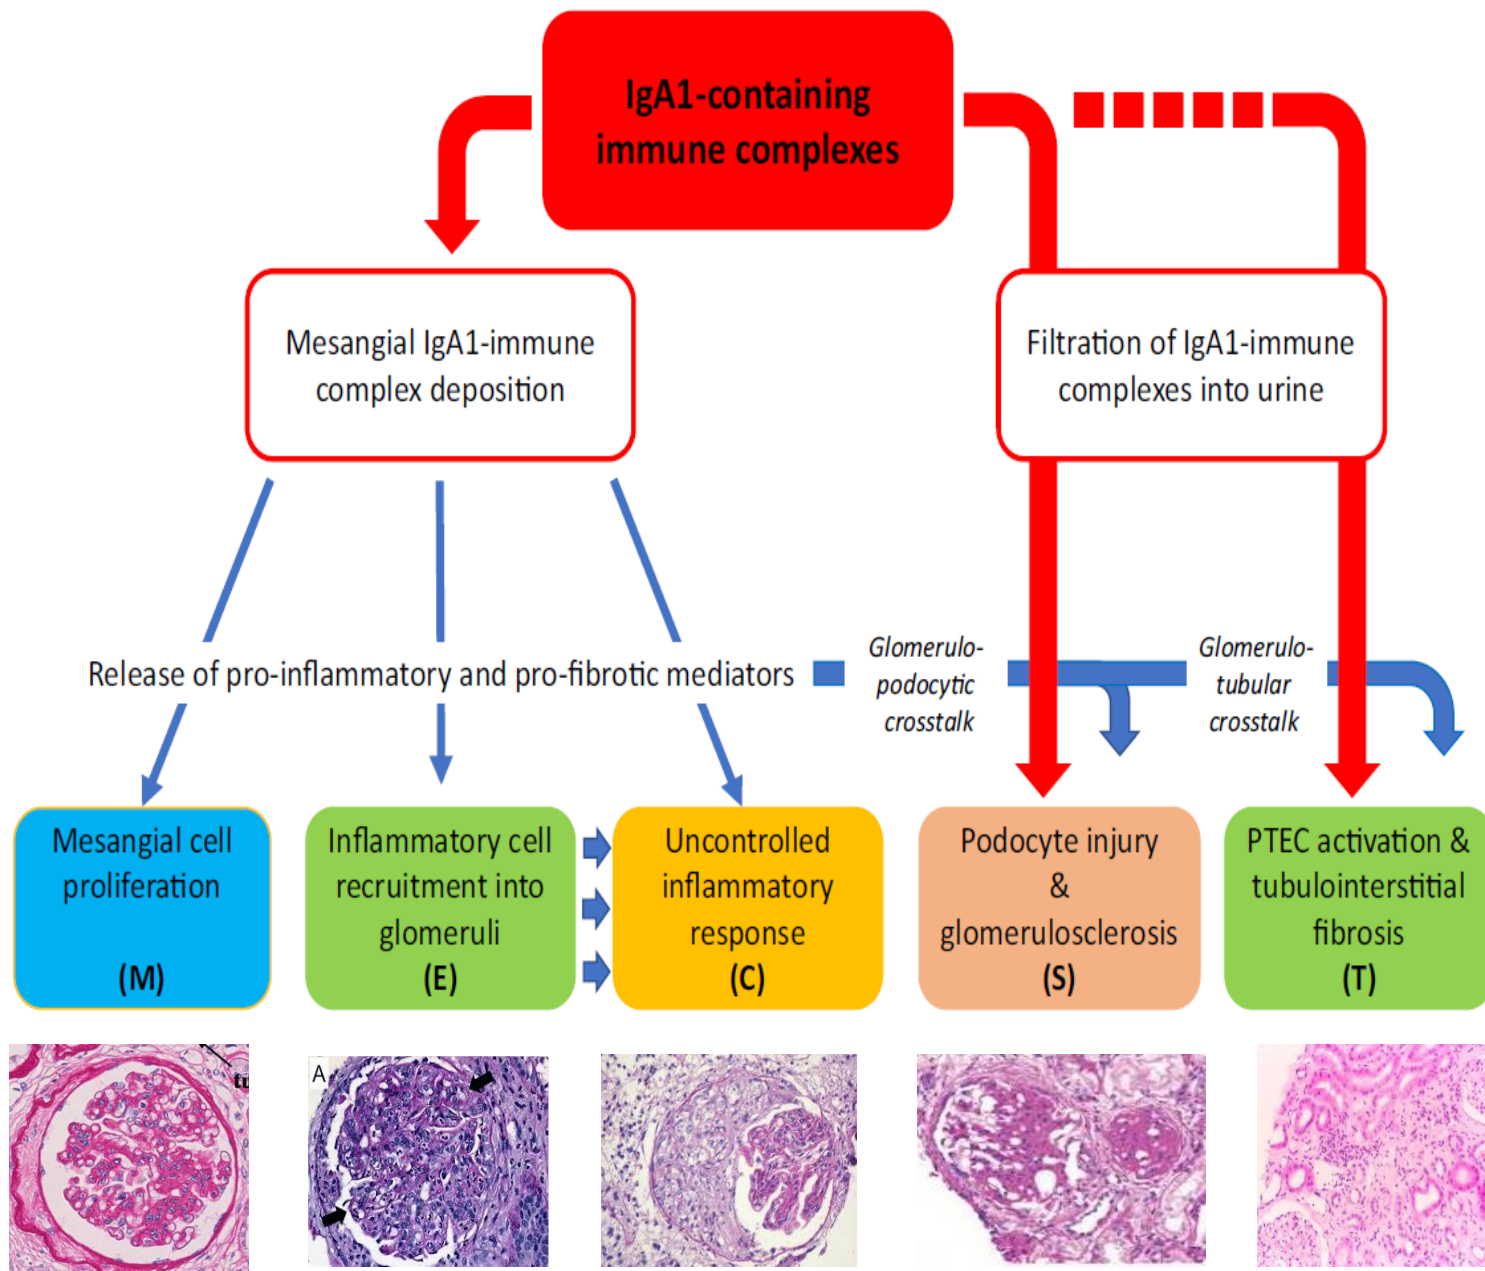 IgA1-containing
immune complexes
Mesangial IgA1-immune
complex deposition
Filtration of IgA1-immune
complexes into urine
Release of pro-inflammatory and pro-fibrotic mediators
Glomerulo-
podocytic
crosstalk
Glomerulo-
tubular
crosstalk
Mesangial cell
proliferation
(M)
Inflammatory cell
recruitment into
glomeruli
(E)
Uncontrolled
inflammatory
response
(C)
Podocyte injury
&
glomerulosclerosis
(S)
PTEC activation &
tubulointerstitial
fibrosis
(T)
A